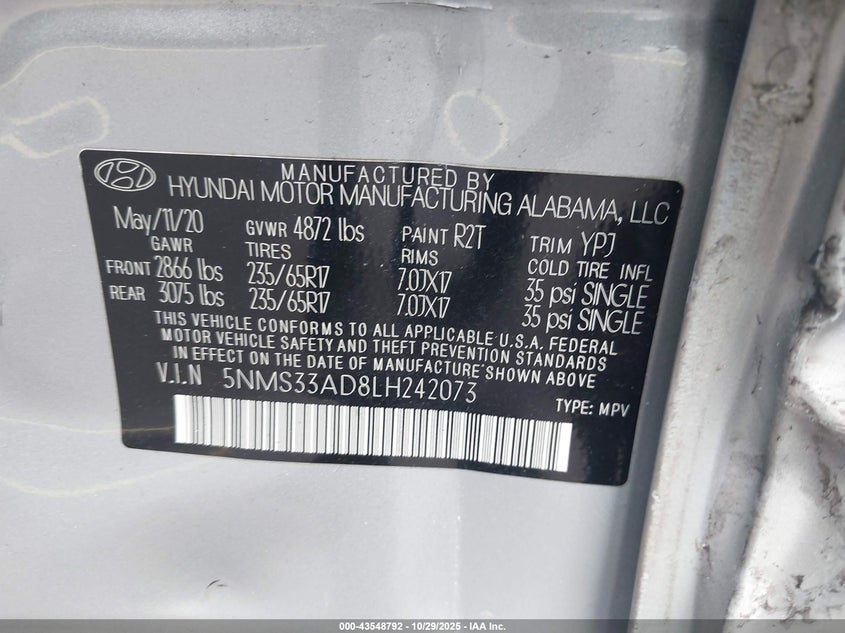 MANUFACTURED BY
HYUNDAI MOTOR MANUFACTURING ALABAMA, LLC
May/11/20 GVWR 4872 lbs PAINT R2T TRIM YPJ
GAWR TIRES RIMS COLD TIRE INFL
FRONT 2866 lbs 235/65R17 7.0JX17 35 psi SINGLE
REAR 3075 lbs 235/65R17 7.0JX17 35 psi SINGLE
THIS VEHICLE CONFORMS TO ALL APPLICABLE U.S.A. FEDERAL
MOTOR VEHICLE SAFETY AND THEFT PREVENTION STANDARDS
IN EFFECT ON THE DATE OF MANUFACTURE SHOWN ABOVE
V.I.N 5NMS33AD8LH242073
TYPE: MPV
000-43548792 - 10/29/2025 - IAA Inc.